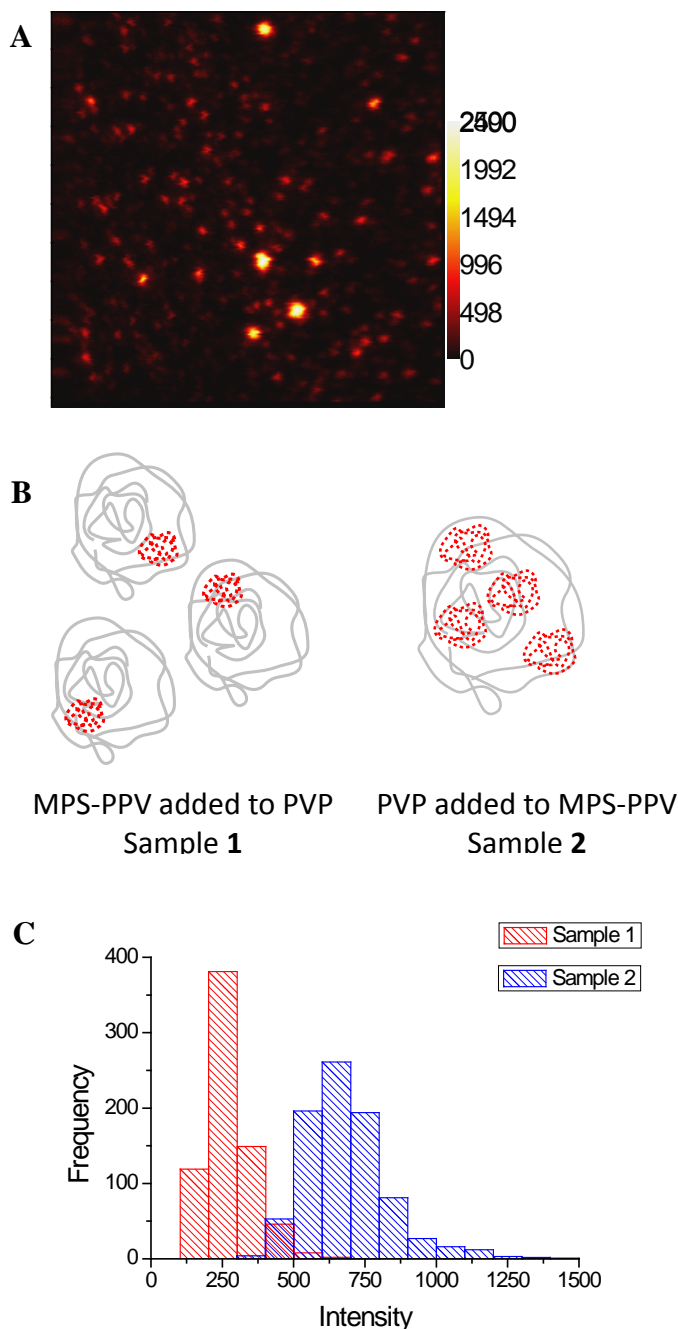 A
2490
1992
1494
996
498
0
B
MPS-PPV added to PVP
Sample 1
PVP added to MPS-PPV
Sample 2
C
Sample 1
Sample 2
400
300
200
100
0
Frequency
0 250 500 750 1000 1250 1500
Intensity